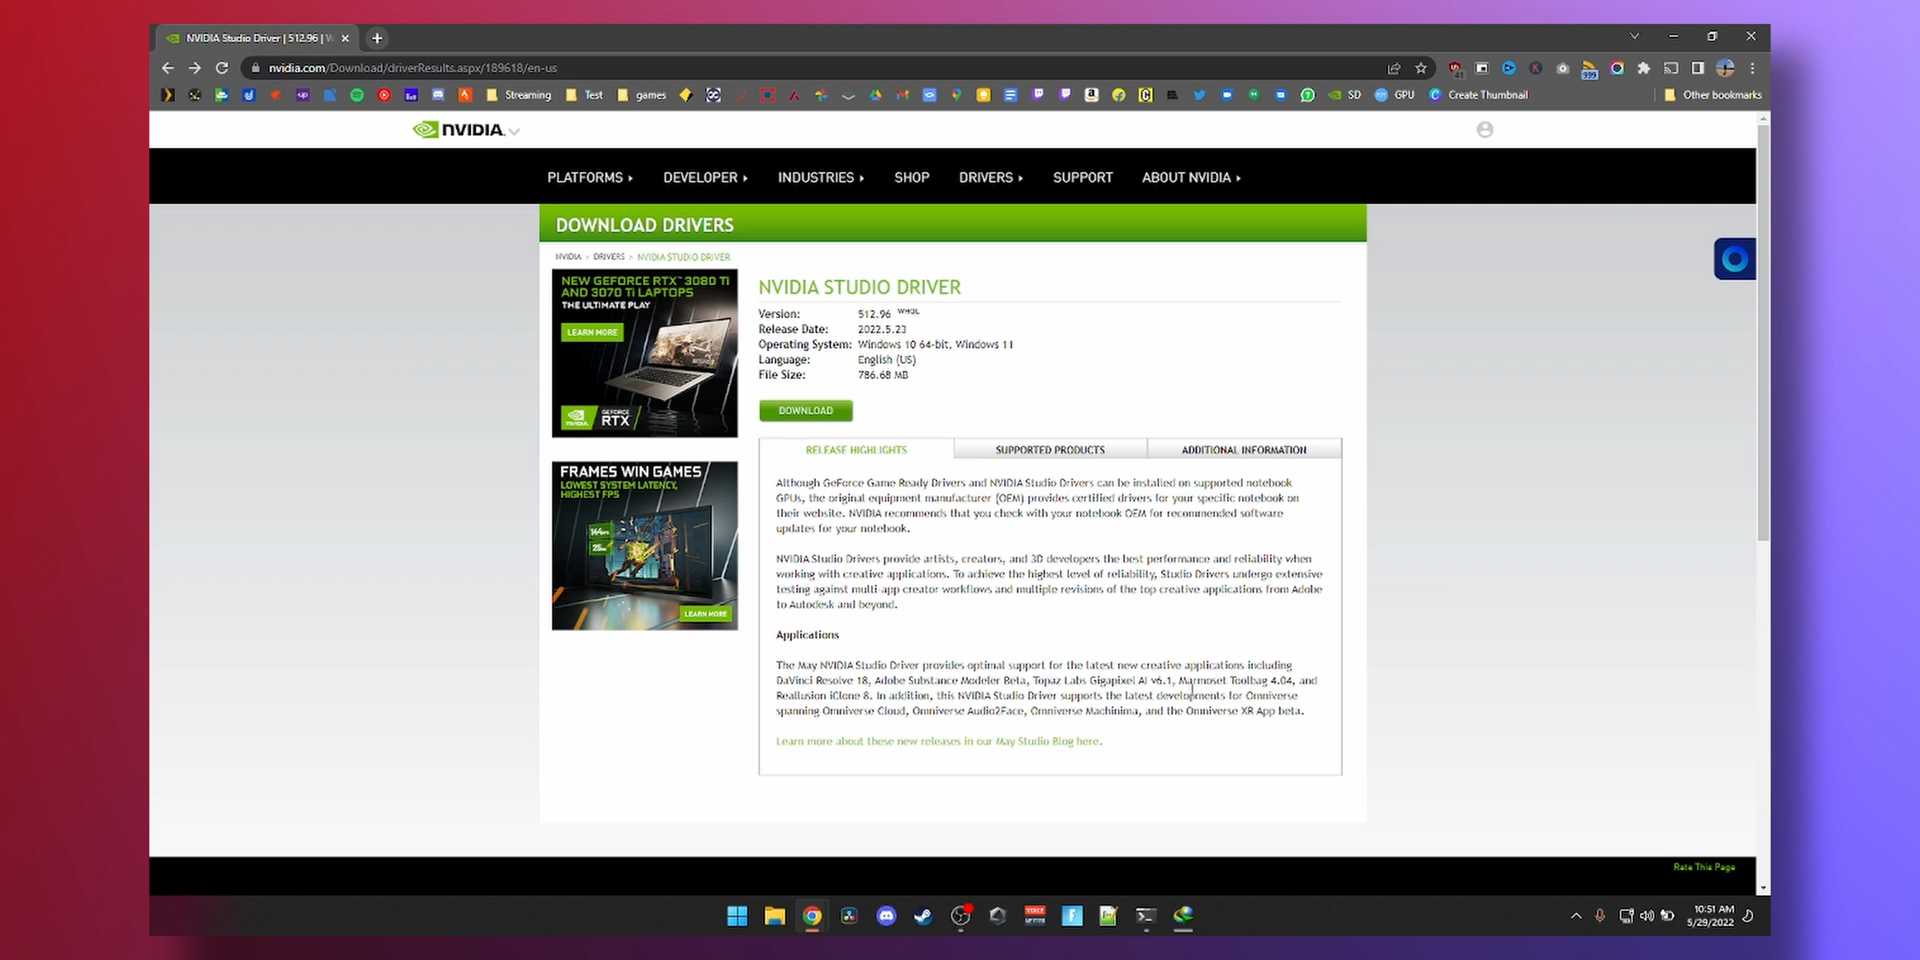 NVIDIA Studio Driver | 512.96 |
nvidia.com/Download/driverResults.aspx/189618/en-us
41
999
Streaming
Test
games
SD
GPU
Create Thumbnail
Other bookmarks
NVIDIA.
PLATFORMS
DEVELOPER
INDUSTRIES
SHOP
DRIVERS
SUPPORT
ABOUT NVIDIA
DOWNLOAD DRIVERS
NVIDIA > DRIVERS > NVIDIA STUDIO DRIVER
NEW GEFORCE RTX™ 3080 Ti
AND 3070 Ti LAPTOPS
THE ULTIMATE PLAY
LEARN MORE
NVIDIA
GEFORCE
RTX
FRAMES WIN GAMES
LOWEST SYSTEM LATENCY,
HIGHEST FPS
LEARN MORE
NVIDIA STUDIO DRIVER
Version: 512.96 WHQL
Release Date: 2022.5.23
Operating System: Windows 10 64-bit, Windows 11
Language: English (US)
File Size: 786.68 MB
DOWNLOAD
RELEASE HIGHLIGHTS
SUPPORTED PRODUCTS
ADDITIONAL INFORMATION
Although GeForce Game Ready Drivers and NVIDIA Studio Drivers can be installed on supported notebook
GPUs, the original equipment manufacturer (OEM) provides certified drivers for your specific notebook on
their website. NVIDIA recommends that you check with your notebook OEM for recommended software
updates for your notebook.
NVIDIA Studio Drivers provide artists, creators, and 3D developers the best performance and reliability when
working with creative applications. To achieve the highest level of reliability, Studio Drivers undergo extensive
testing against multi-app creator workflows and multiple revisions of the top creative applications from Adobe
to Autodesk and beyond.
Applications
The May NVIDIA Studio Driver provides optimal support for the latest new creative applications including
DaVinci Resolve 18, Adobe Substance Modeler Beta, Topaz Labs Gigapixel AI v6.1, Marmoset Toolbag 4.04, and
Reallusion iClone 8. In addition, this NVIDIA Studio Driver supports the latest developments for Omniverse
spanning Omniverse Cloud, Omniverse Audio2Face, Omniverse Machinima, and the Omniverse XR App beta.
Learn more about these new releases in our May Studio Blog here.
Rate This Page
10:51 AM
5/29/2022